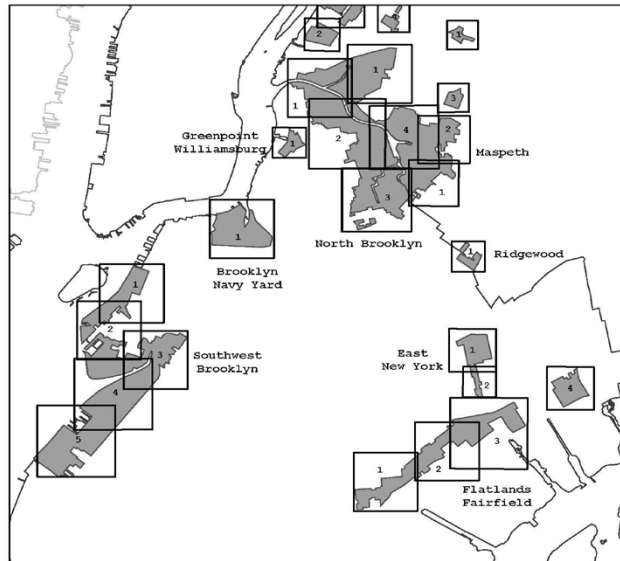 4
2
1
1
1
3
Greenpoint
Williamsburg
1
2
4
2
Maspeth
3
1
North Brooklyn
1
Brooklyn
Navy Yard
1
Ridgewood
1
2
Southwest
Brooklyn
3
4
5
East
New York
1
2
4
1
2
3
Flatlands
Fairfield